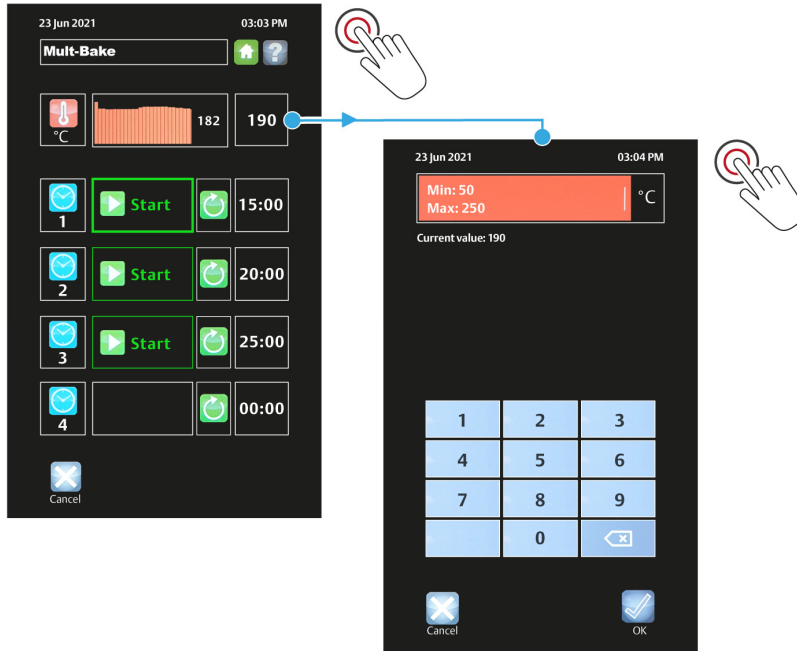 23 Jun 2021 03:03 PM
Mult-Bake
?
°C 182 190
1 Start 15:00
2 Start 20:00
3 Start 25:00
4 00:00
Cancel
23 Jun 2021 03:04 PM
Min: 50
Max: 250
°C
Current value: 190
1 2 3
4 5 6
7 8 9
0
Cancel OK